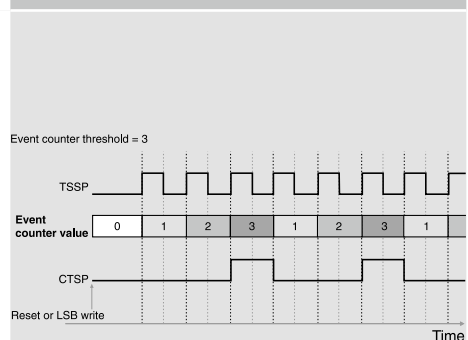 Event counter threshold = 3
TSSP
Event
counter value
0 1 2 3 1 2 3 1
CTSP
Reset or LSB write
Time